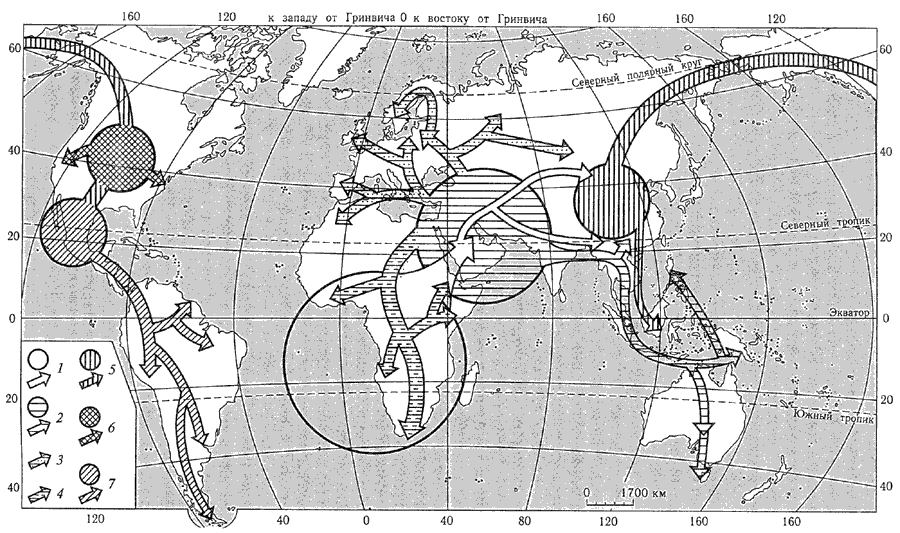 160 120 к западу от Гринвича 0 к востоку от Гринвича 160 160 120
60 60
Северный полярный круг
40 40
Северный тропик
20 20
Экватор
0 0
1 5
20 20
2
Южный тропик
6
3
7
4
40 40
0 1700 км
120 40 0 40 80 120 160 160